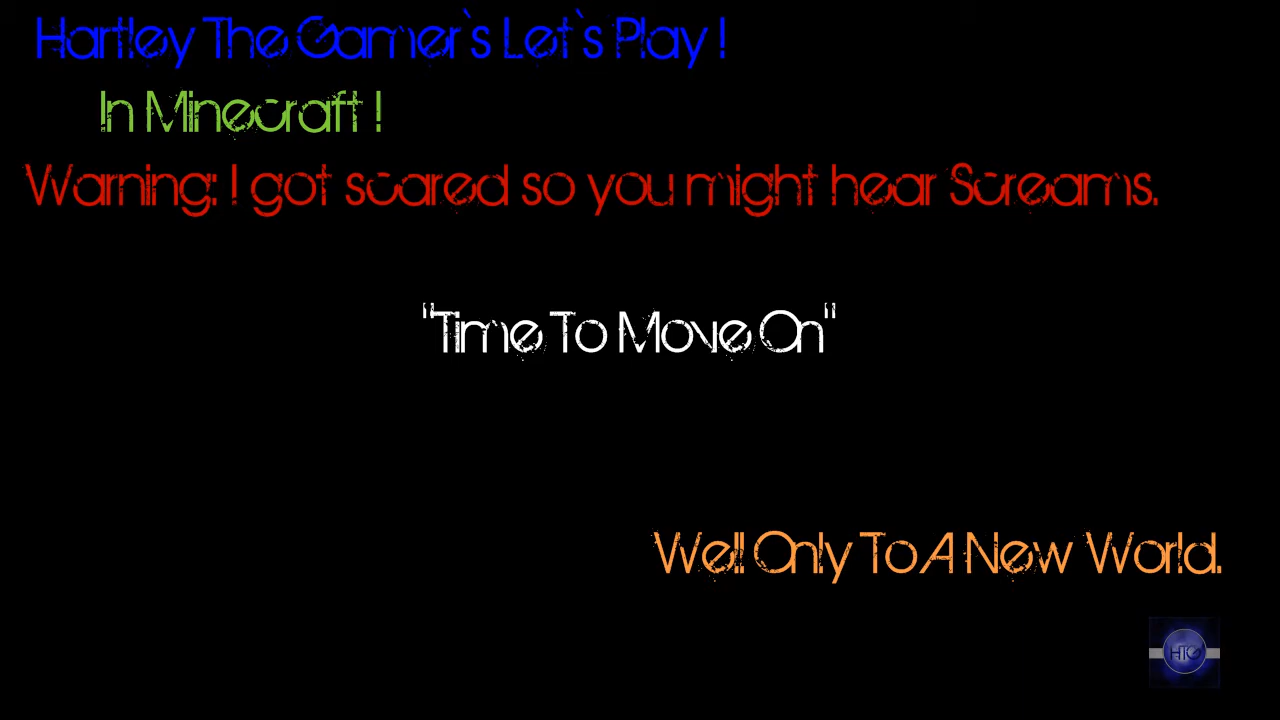 Hartley The Gamer`s Let`s Play !
In Minecraft !
Warning: I got scared so you might hear Screams.
"Time To Move On"
Well Only To A New World.
HTG